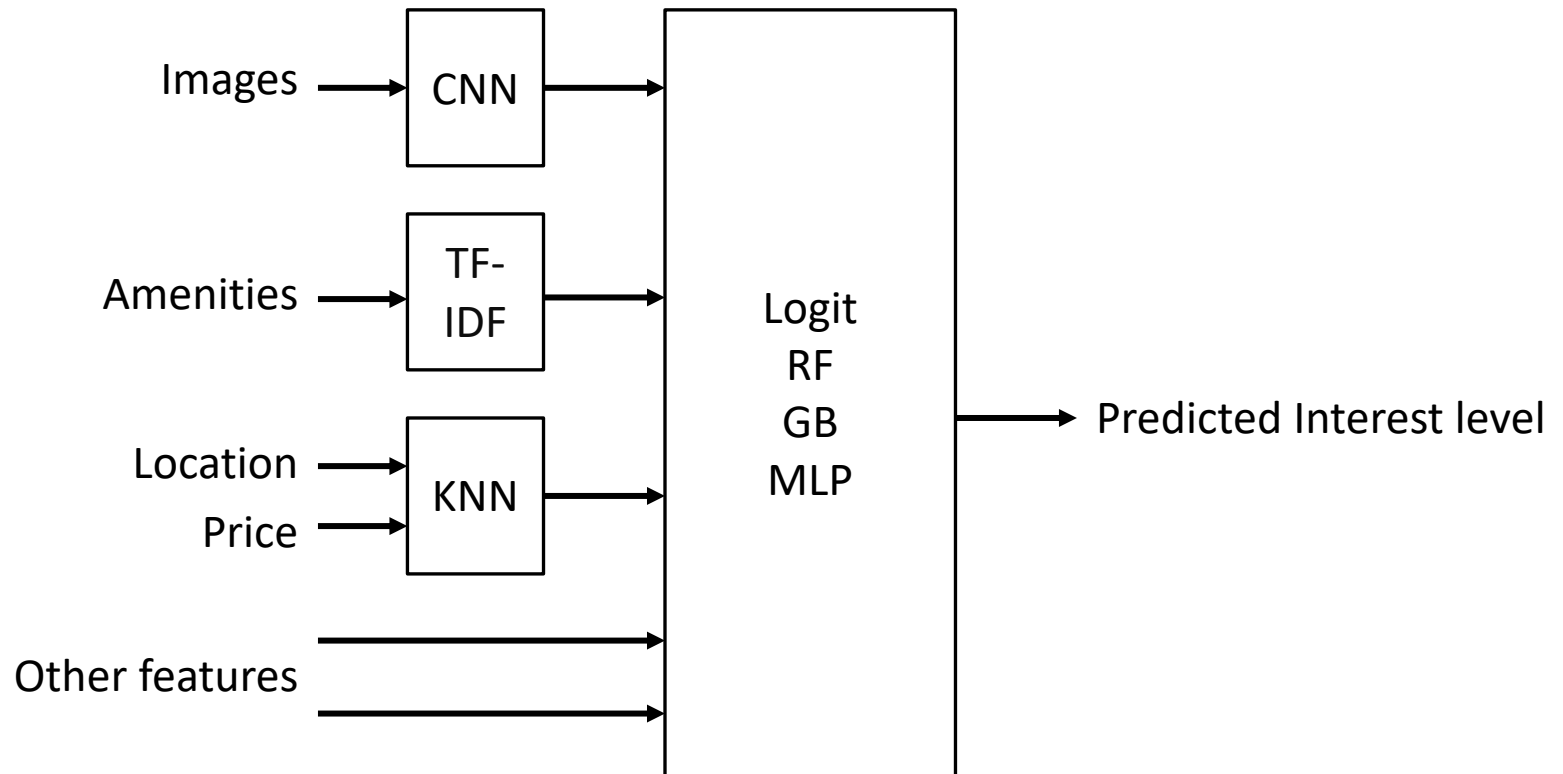 Images
CNN
Amenities
TF-
IDF
Location
Price
KNN
Other features
Logit
RF
GB
MLP
Predicted Interest level